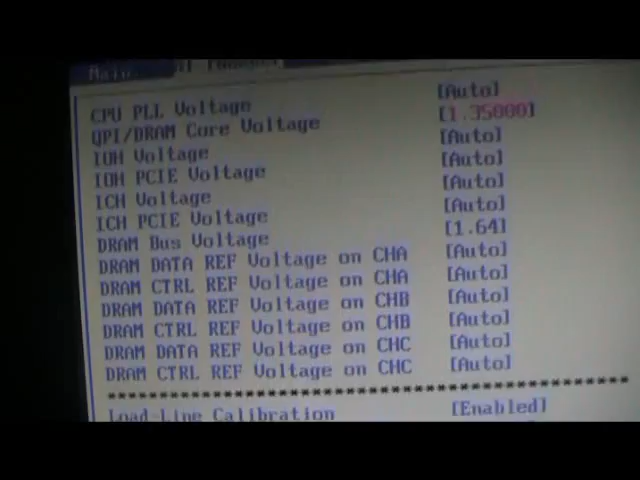 Main
CPU PLL Voltage [Auto]
QPI/DRAM Core Voltage [1.35000]
IOH Voltage [Auto]
IOH PCIE Voltage [Auto]
ICH Voltage [Auto]
ICH PCIE Voltage [Auto]
DRAM Bus Voltage [1.64]
DRAM DATA REF Voltage on CHA [Auto]
DRAM CTRL REF Voltage on CHA [Auto]
DRAM DATA REF Voltage on CHB [Auto]
DRAM CTRL REF Voltage on CHB [Auto]
DRAM DATA REF Voltage on CHC [Auto]
DRAM CTRL REF Voltage on CHC [Auto]
Load-Line Calibration [Enabled]